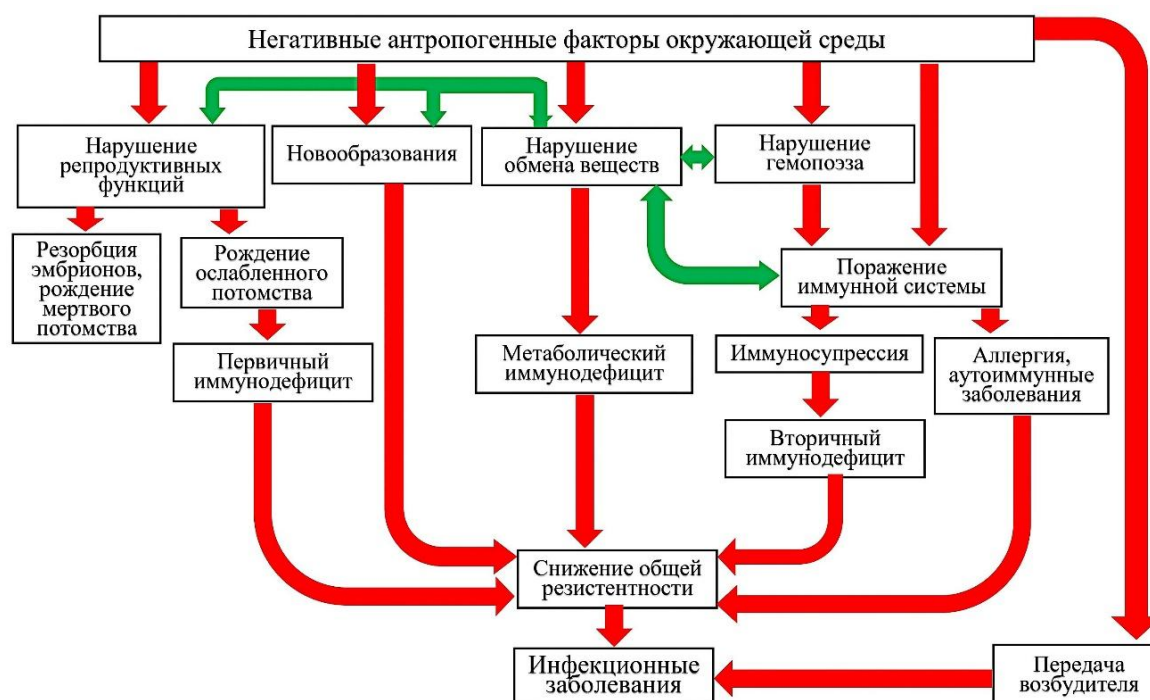 Негативные антропогенные факторы окружающей среды
Нарушение
репродуктивных
функций
Новообразования
Нарушение
обмена веществ
Нарушение
гемопоэза
Резорбция
эмбрионов,
рождение
мертвого
потомства
Рождение
ослабленного
потомства
Поражение
иммунной системы
Первичный
иммунодефицит
Метаболический
иммунодефицит
Иммуносупрессия
Аллергия,
аутоиммунные
заболевания
Вторичный
иммунодефицит
Снижение общей
резистентности
Инфекционные
заболевания
Передача
возбудителя